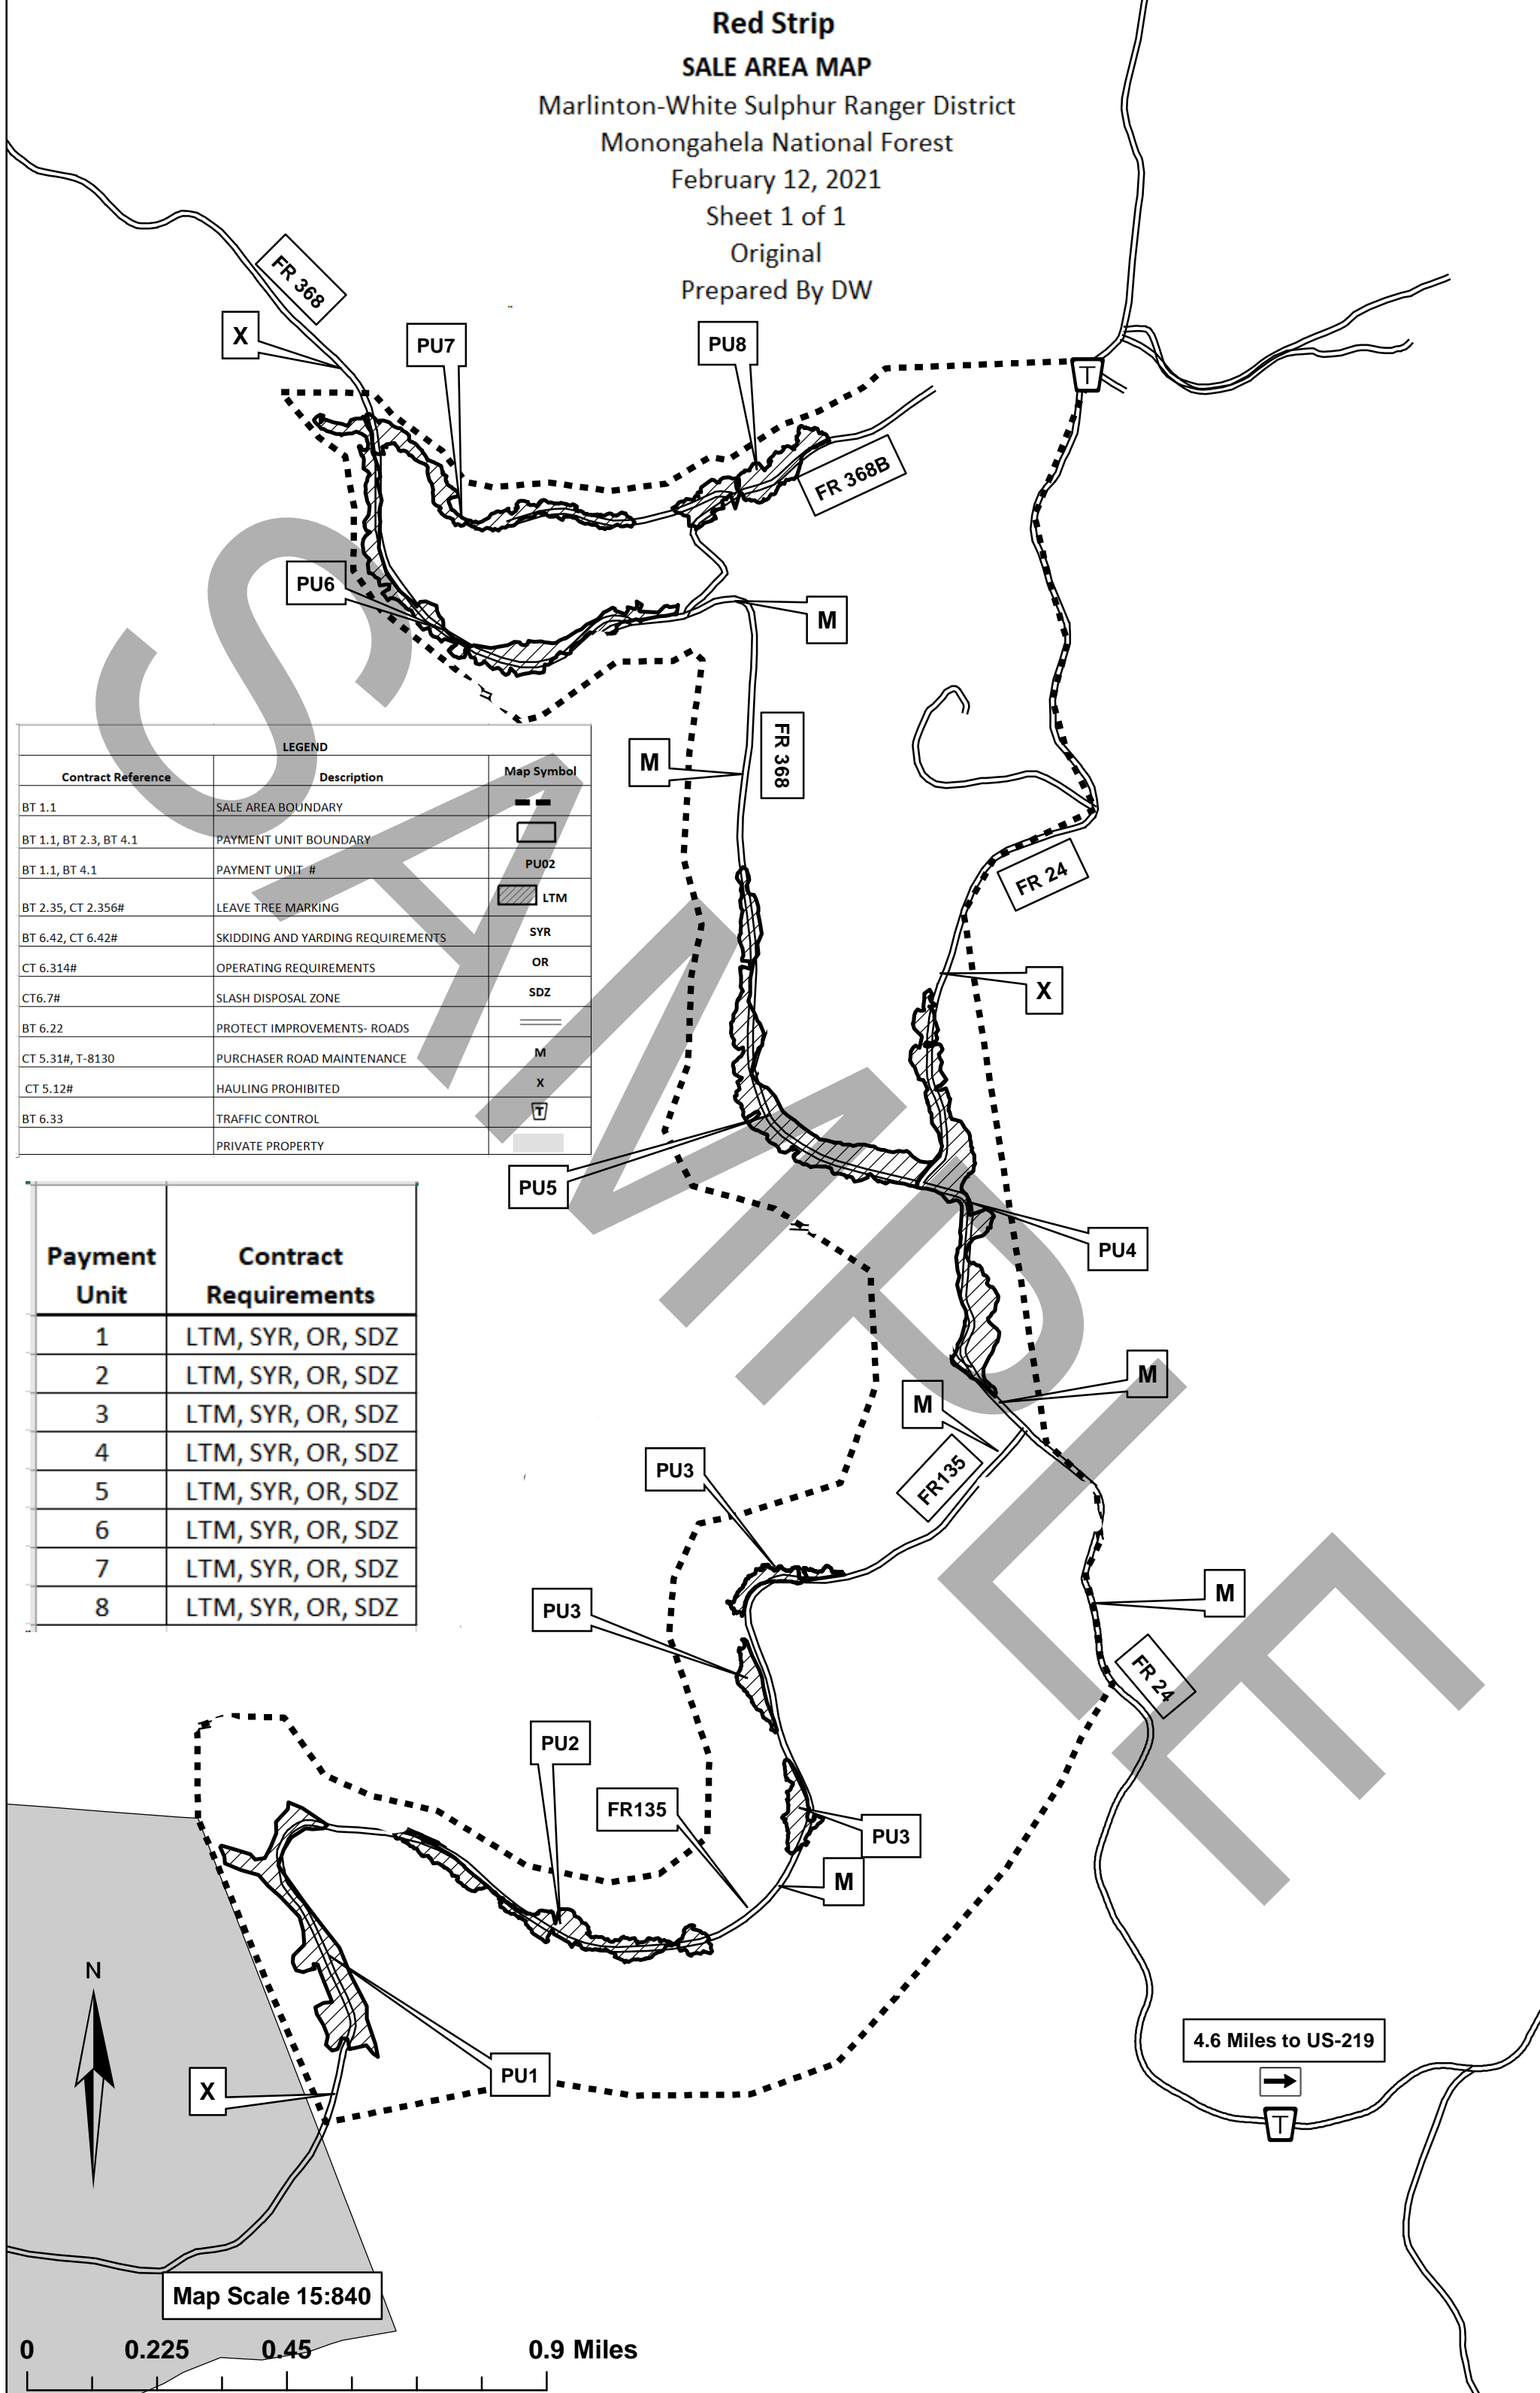 Red Strip
SALE AREA MAP
Marlinton-White Sulphur Ranger District
Monongahela National Forest
February 12, 2021
Sheet 1 of 1
Original
Prepared By DW
FR 368
X
PU7
PU8
T
FR 368B
PU6
M
M
FR 368
FR 24
X
LEGEND
Contract Reference Description Map Symbol
BT 1.1 SALE AREA BOUNDARY
BT 1.1, BT 2.3, BT 4.1 PAYMENT UNIT BOUNDARY
BT 1.1, BT 4.1 PAYMENT UNIT # PU02
BT 2.35, CT 2.356# LEAVE TREE MARKING LTM
BT 6.42, CT 6.42# SKIDDING AND YARDING REQUIREMENTS SYR
CT 6.314# OPERATING REQUIREMENTS OR
CT6.7# SLASH DISPOSAL ZONE SDZ
BT 6.22 PROTECT IMPROVEMENTS- ROADS
CT 5.31#, T-8130 PURCHASER ROAD MAINTENANCE M
CT 5.12# HAULING PROHIBITED X
BT 6.33 TRAFFIC CONTROL T
PRIVATE PROPERTY
PU5
PU4
Payment Unit Contract Requirements
1 LTM, SYR, OR, SDZ
2 LTM, SYR, OR, SDZ
3 LTM, SYR, OR, SDZ
4 LTM, SYR, OR, SDZ
5 LTM, SYR, OR, SDZ
6 LTM, SYR, OR, SDZ
7 LTM, SYR, OR, SDZ
8 LTM, SYR, OR, SDZ
M
M
PU3
FR135
PU3
M
FR 24
PU2
FR135
PU3
M
N
PU1
X
4.6 Miles to US-219
T
Map Scale 15:840
0 0.225 0.45 0.9 Miles
SAMPLE